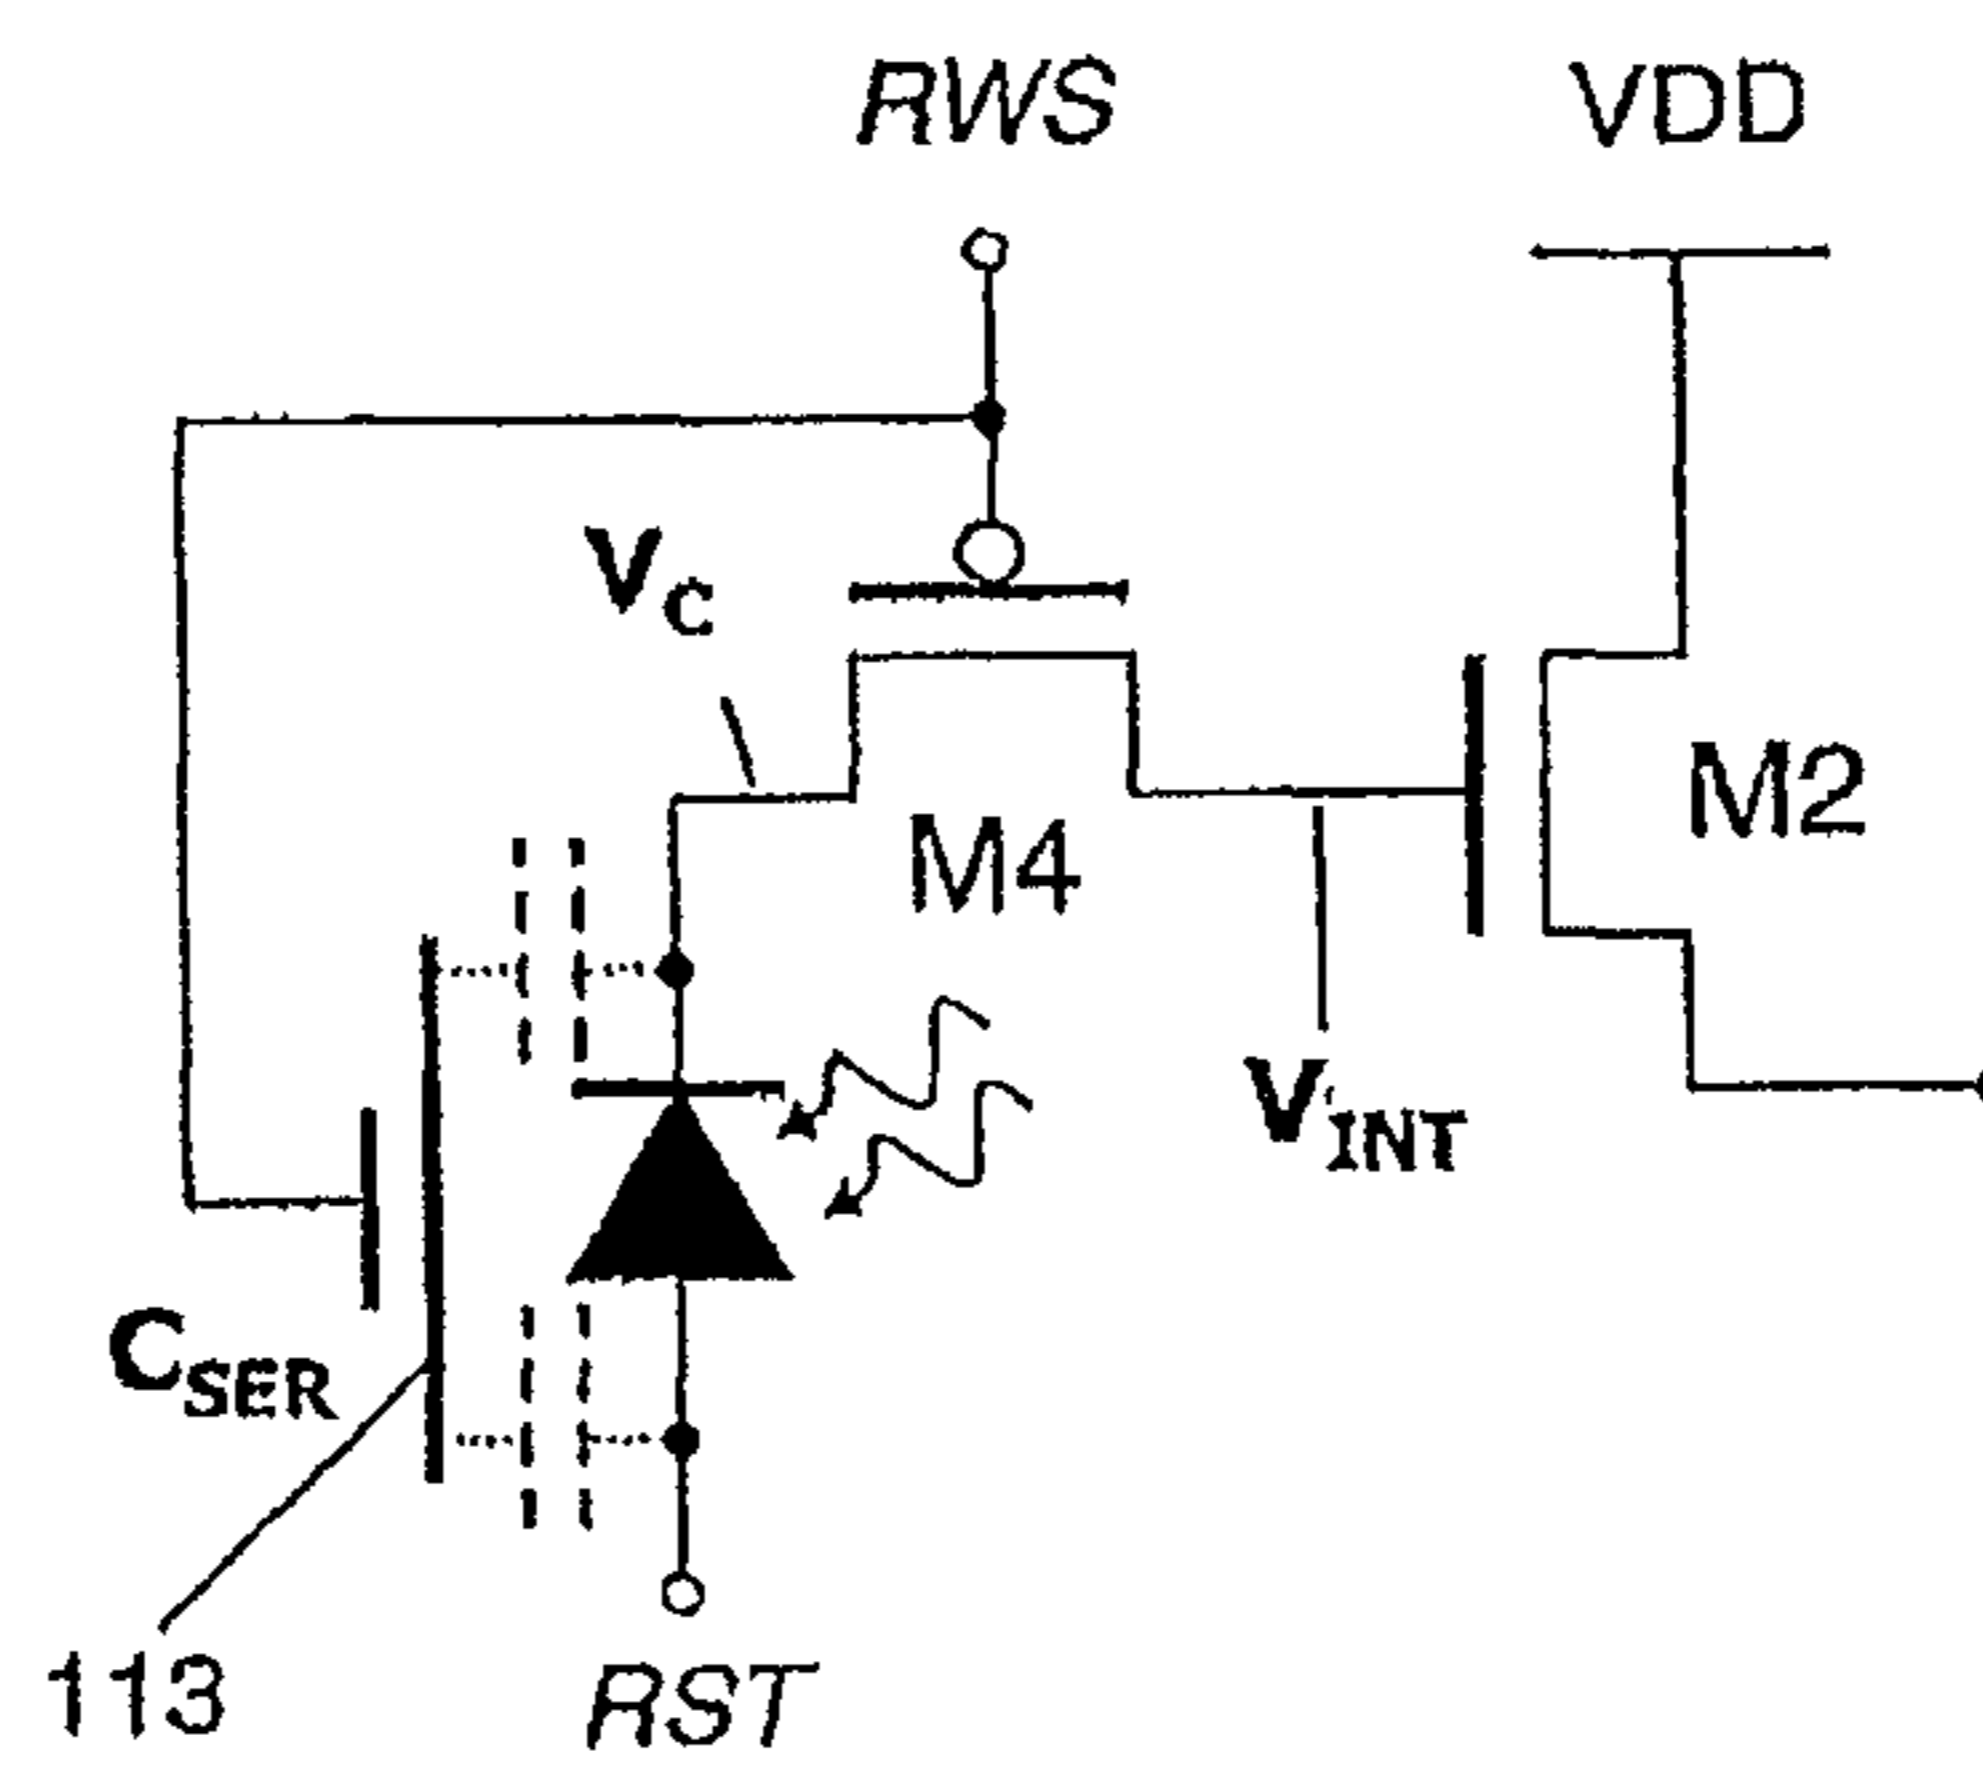 RWS
VDD
VC
M2
M4
VINT
CSER
113
RST